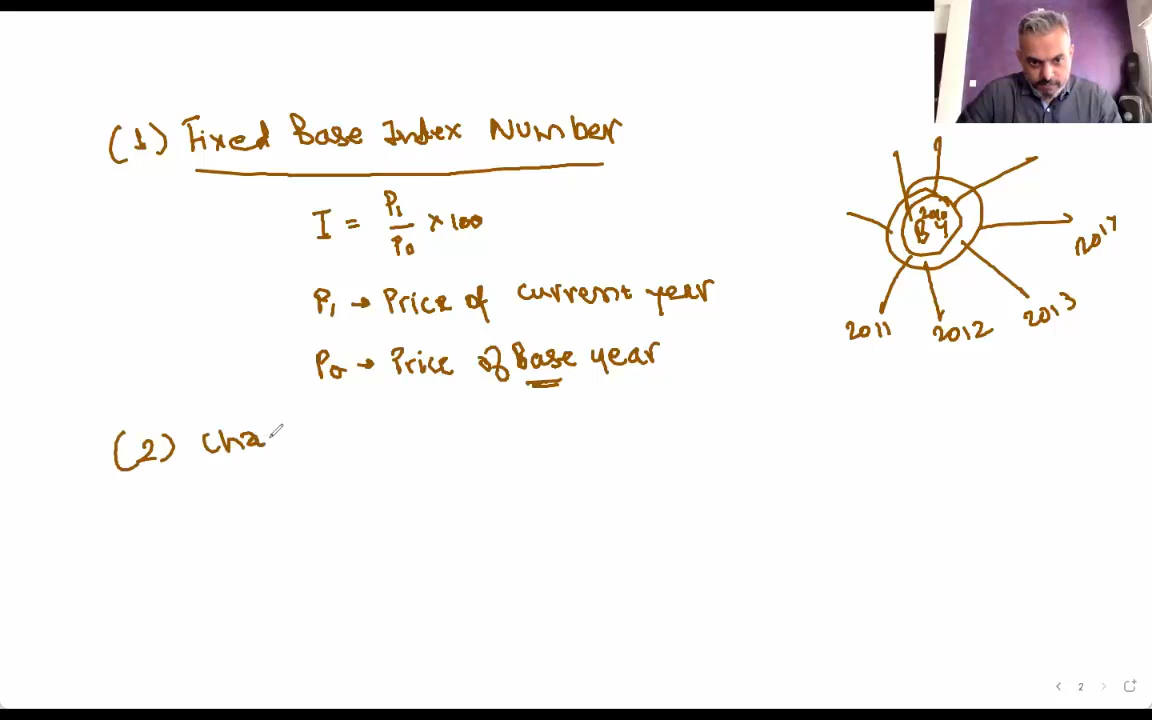 (1) Fixed Base Index Number
I = P₁/P₀ × 100
P₁ → Price of current year
P₀ → Price of Base year
(2) Cha
2010
B Y
2011
2012
2013
2